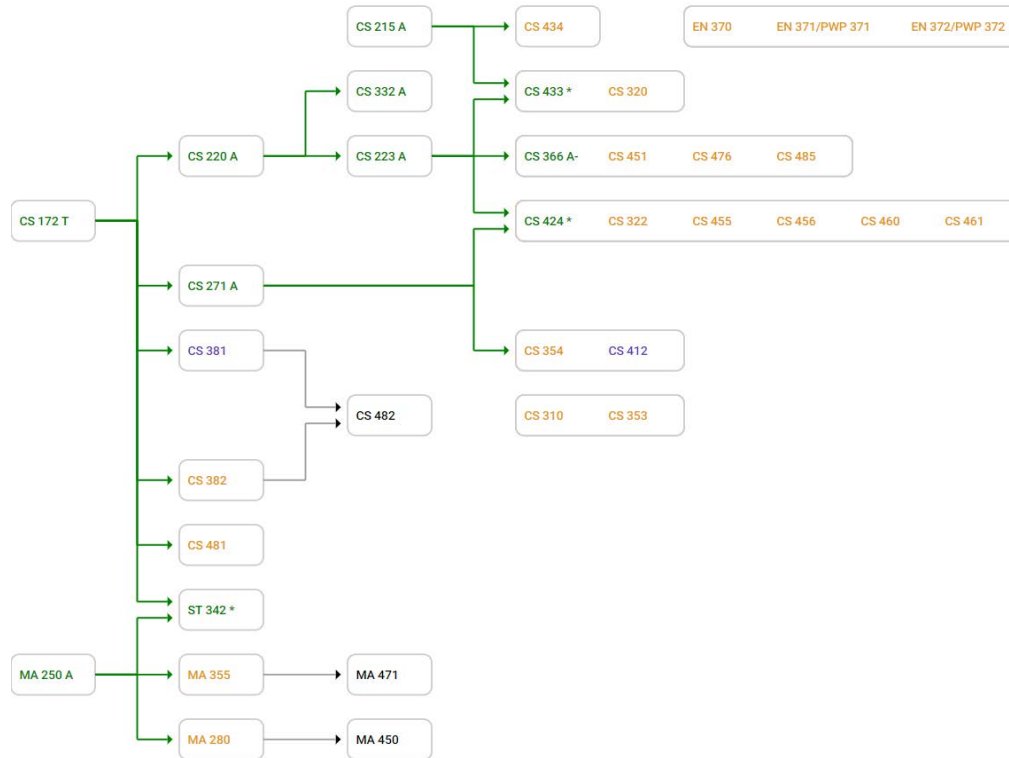 CS 215 A CS 434 EN 370 EN 371/PWP 371 EN 372/PWP 372
CS 332 A CS 433 * CS 320
CS 220 A CS 223 A CS 366 A- CS 451 CS 476 CS 485
CS 172 T CS 424 * CS 322 CS 455 CS 456 CS 460 CS 461
CS 271 A
CS 381 CS 354 CS 412
CS 482 CS 310 CS 353
CS 382
CS 481
ST 342 *
MA 250 A MA 355 MA 471
MA 280 MA 450